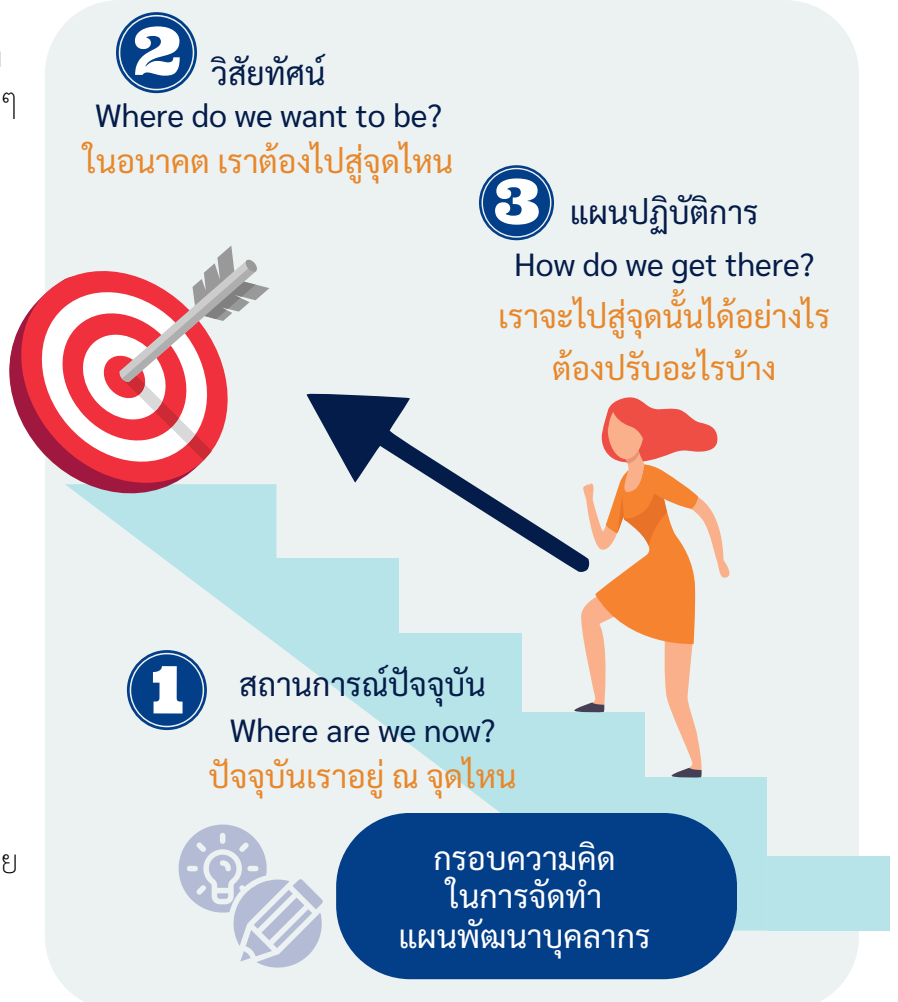 ๆ
2
วิสัยทัศน์
Where do we want to be?
ในอนาคต เราต้องไปสู่จุดไหน
3
แผนปฏิบัติการ
How do we get there?
เราจะไปสู่จุดนั้นได้อย่างไร
ต้องปรับอะไรบ้าง
1
สถานการณ์ปัจจุบัน
Where are we now?
ปัจจุบันเราอยู่ ณ จุดไหน
ย
กรอบความคิด
ในการจัดทำ
แผนพัฒนาบุคลากร